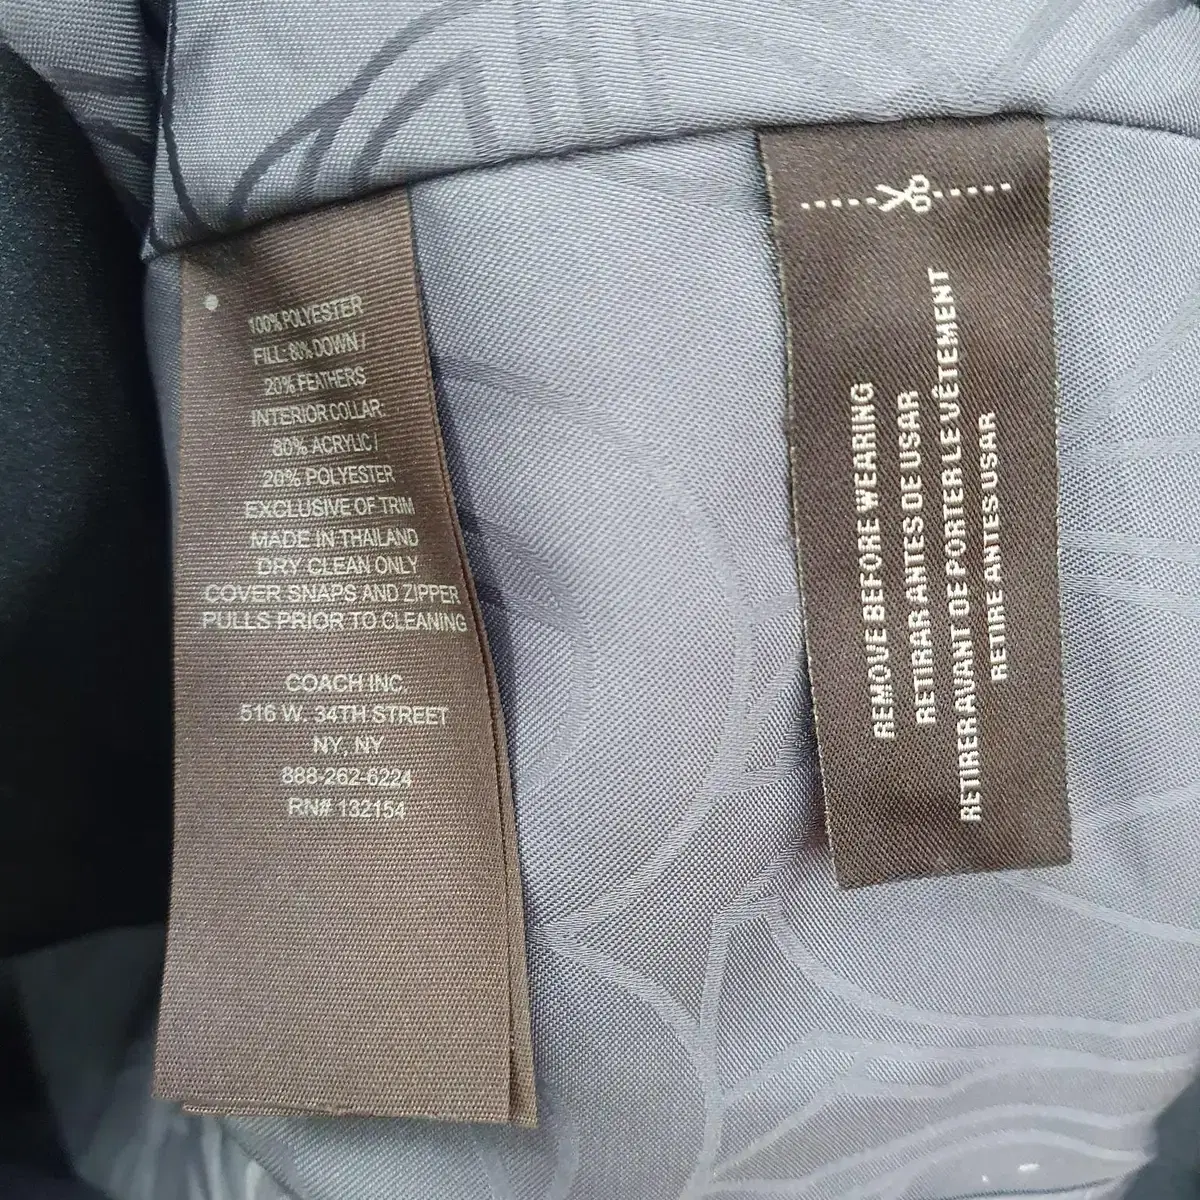 100% POLYESTER
FILL: 80% DOWN /
20% FEATHERS
INTERIOR COLLAR:
80% ACRYLIC /
20% POLYESTER
EXCLUSIVE OF TRIM
MADE IN THAILAND
DRY CLEAN ONLY
COVER SNAPS AND ZIPPER
PULLS PRIOR TO CLEANING
COACH INC.
516 W. 34TH STREET
NY, NY
888-262-6224
RN# 132154
REMOVE BEFORE WEARING
RETIRAR ANTES DE USAR
RETIRER AVANT DE PORTER LE VÊTEMENT
RETIRE ANTES USAR